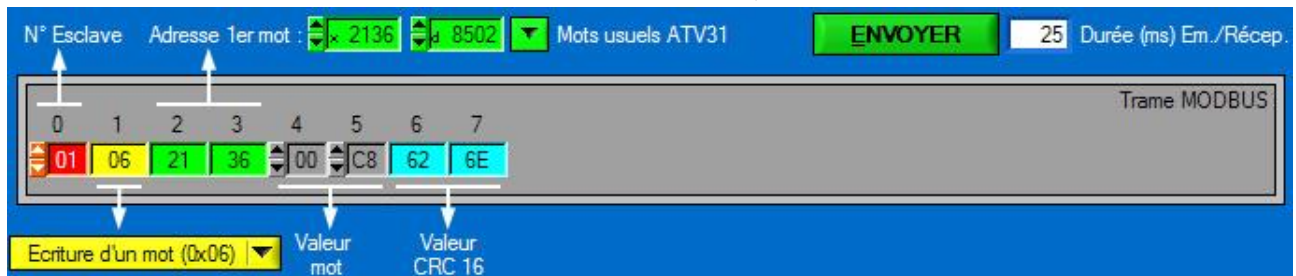 N° Esclave Adresse 1er mot : x 2136 d 8502 Mots usuels ATV31 ENVOYER 25 Durée (ms) Em./Récep.
Trame MODBUS
0 1 2 3 4 5 6 7
01 06 21 36 00 C8 62 6E
Ecriture d'un mot (0x06) Valeur mot Valeur CRC 16